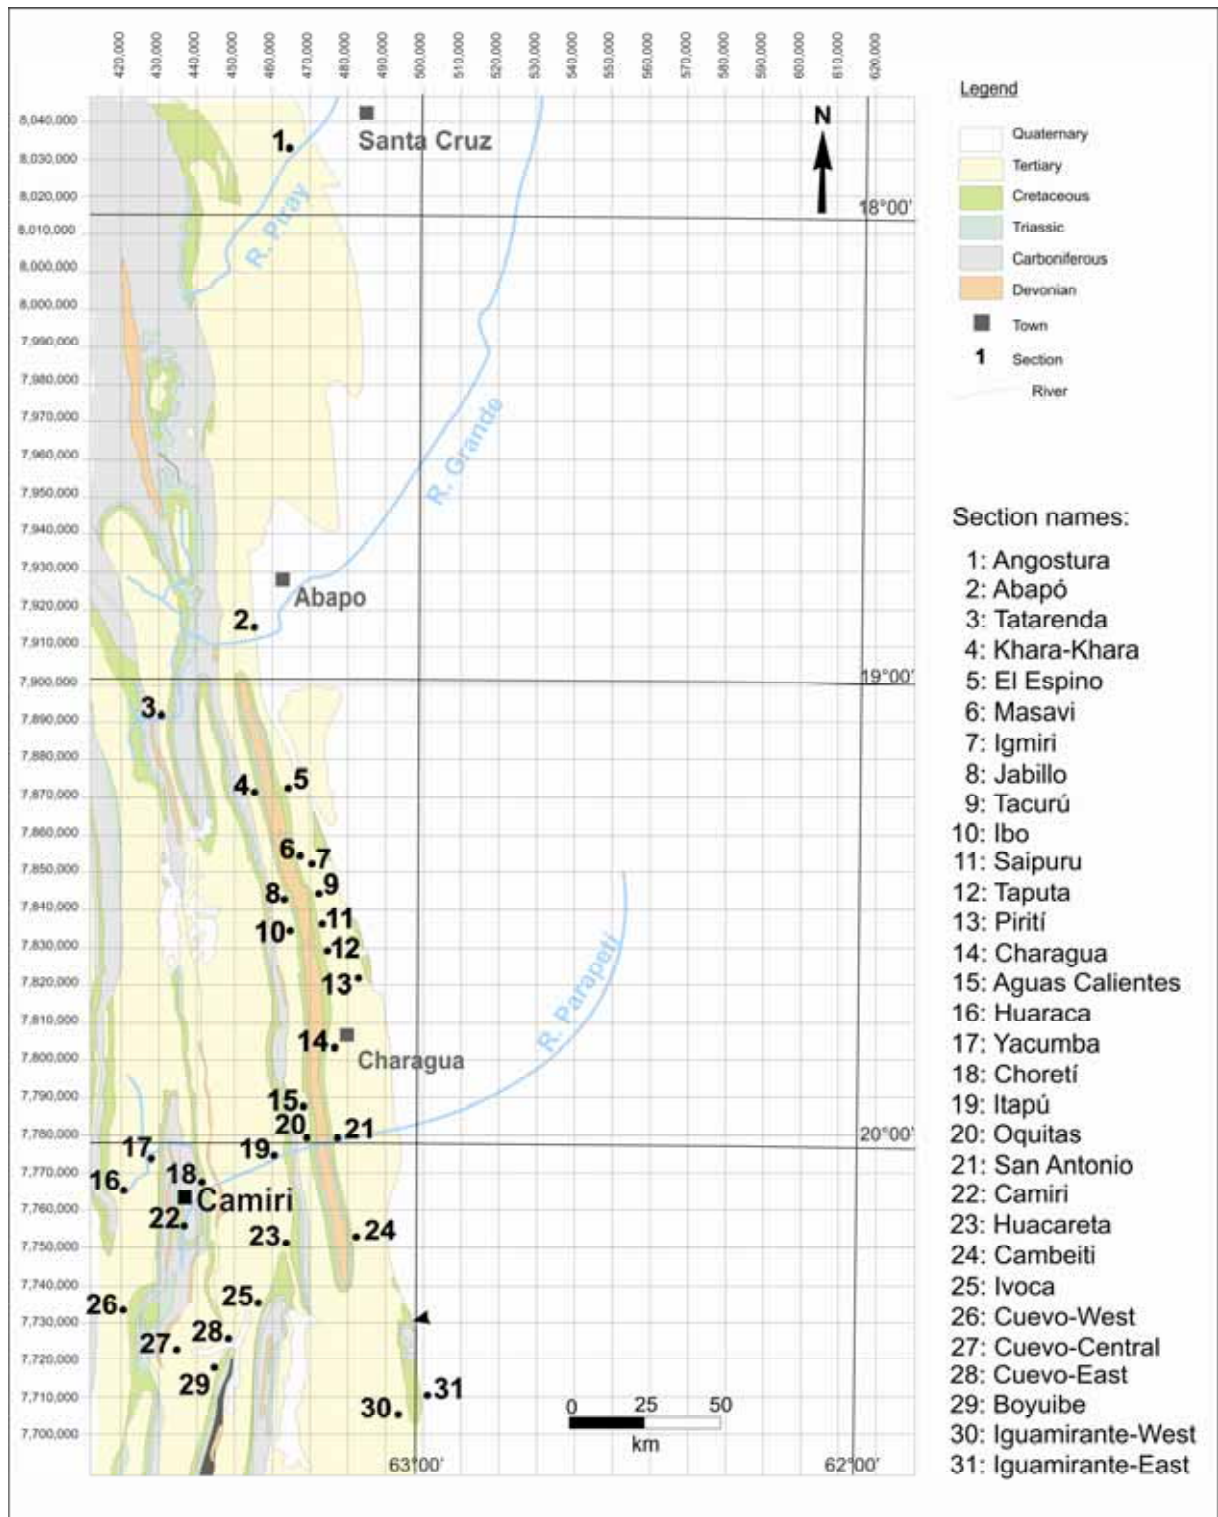 420,000
430,000
440,000
450,000
460,000
470,000
480,000
490,000
500,000
510,000
520,000
530,000
540,000
550,000
560,000
570,000
580,000
590,000
600,000
610,000
620,000
8,040,000
8,030,000
8,020,000
8,010,000
8,000,000
8,000,000
7,990,000
7,980,000
7,970,000
7,960,000
7,950,000
7,940,000
7,930,000
7,920,000
7,910,000
7,900,000
7,890,000
7,880,000
7,870,000
7,860,000
7,850,000
7,840,000
7,830,000
7,820,000
7,810,000
7,800,000
7,790,000
7,780,000
7,770,000
7,760,000
7,750,000
7,740,000
7,730,000
7,720,000
7,710,000
7,700,000
1
Santa Cruz
N
18°00'
R. Piray
R. Grande
Abapo
2
19°00'
3
4
5
6
7
8
9
10
11
12
13
R. Parapetí
14
Charagua
15
20
21
20°00'
19
17
16
18
Camiri
22
23
24
25
26
27
28
29
30
31
0 25 50
km
63°00'
62°00'
Legend
Quaternary
Tertiary
Cretaceous
Triassic
Carboniferous
Devonian
Town
1 Section
River
Section names:
1: Angostura
2: Abapó
3: Tatarenda
4: Khara-Khara
5: El Espino
6: Masavi
7: Igmiri
8: Jabillo
9: Tacurú
10: Ibo
11: Saipuru
12: Taputa
13: Pirití
14: Charagua
15: Aguas Calientes
16: Huaraca
17: Yacumba
18: Choretí
19: Itapú
20: Oquitas
21: San Antonio
22: Camiri
23: Huacareta
24: Cambeiti
25: Ivoca
26: Cuevo-West
27: Cuevo-Central
28: Cuevo-East
29: Boyuibe
30: Iguamirante-West
31: Iguamirante-East